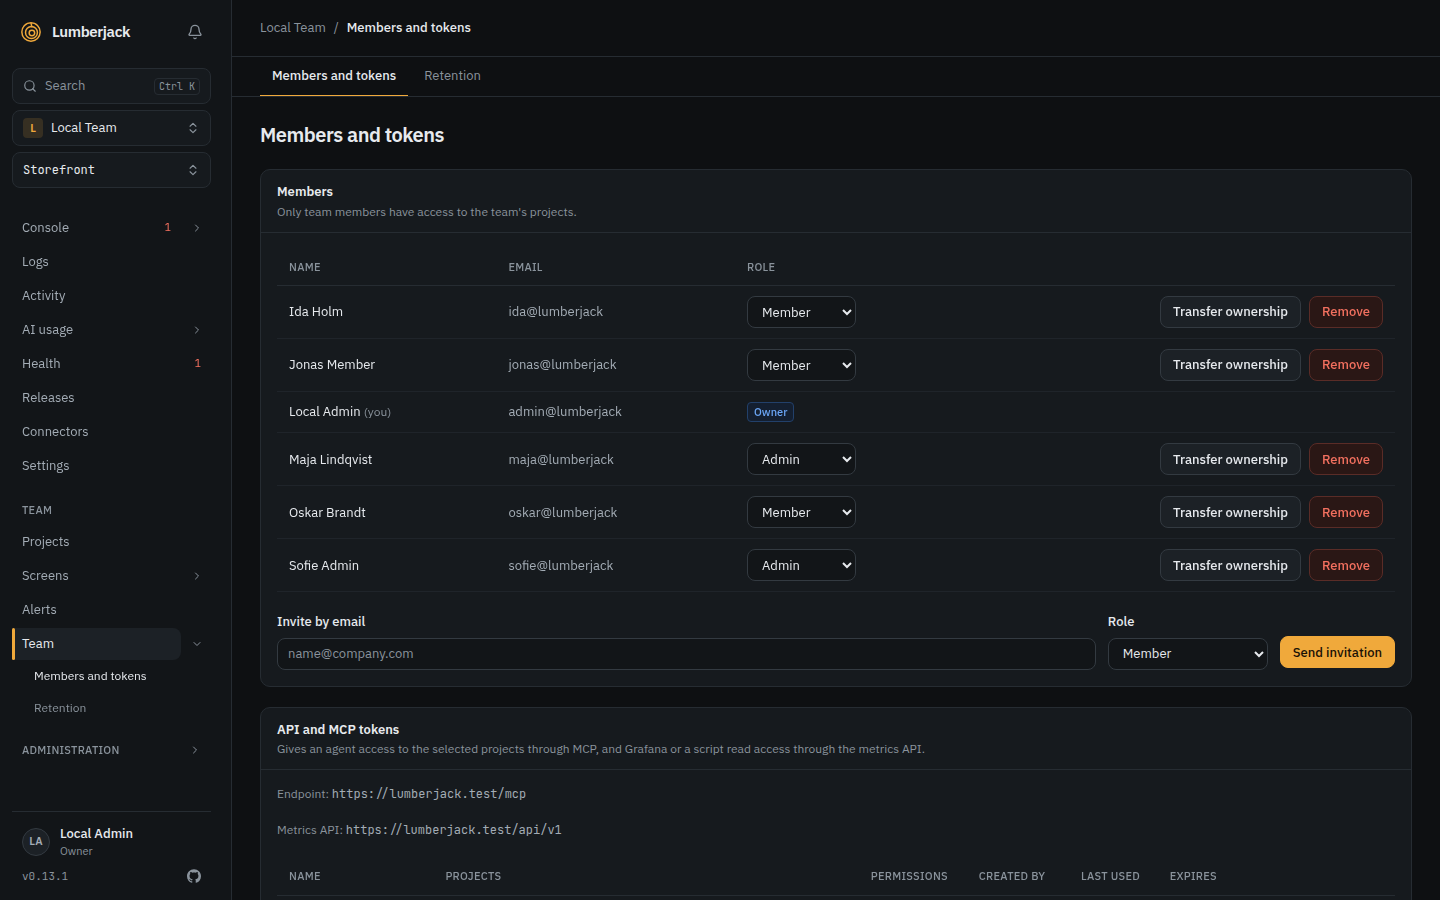 Lumberjack
Search Ctrl K
L Local Team
Storefront
Console 1
Logs
Activity
AI usage
Health 1
Releases
Connectors
Settings
TEAM
Projects
Screens
Alerts
Team
Members and tokens
Retention
ADMINISTRATION
LA Local Admin
Owner
v0.13.1
Local Team / Members and tokens
Members and tokens Retention
Members and tokens
Members
Only team members have access to the team's projects.
NAME EMAIL ROLE
Ida Holm ida@lumberjack Member Transfer ownership Remove
Jonas Member jonas@lumberjack Member Transfer ownership Remove
Local Admin (you) admin@lumberjack Owner
Maja Lindqvist maja@lumberjack Admin Transfer ownership Remove
Oskar Brandt oskar@lumberjack Member Transfer ownership Remove
Sofie Admin sofie@lumberjack Admin Transfer ownership Remove
Invite by email Role
name@company.com Member Send invitation
API and MCP tokens
Gives an agent access to the selected projects through MCP, and Grafana or a script read access through the metrics API.
Endpoint: https://lumberjack.test/mcp
Metrics API: https://lumberjack.test/api/v1
NAME PROJECTS PERMISSIONS CREATED BY LAST USED EXPIRES